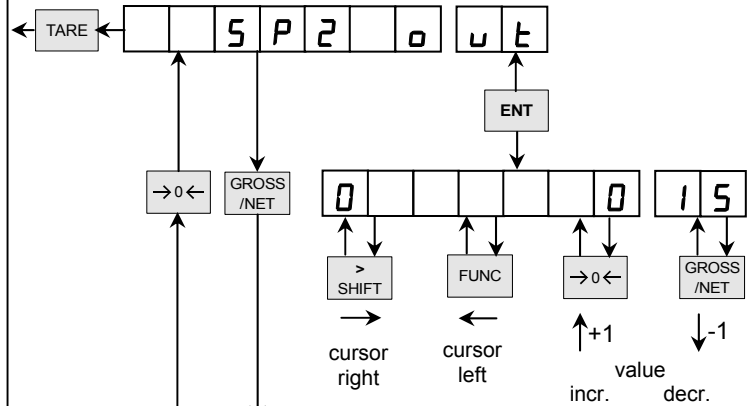 TARE SP2 out
ENT
→0← GROSS /NET 0 0 15
> SHIFT FUNC →0← GROSS /NET
+1 -1
cursor right cursor left value
incr. decr.